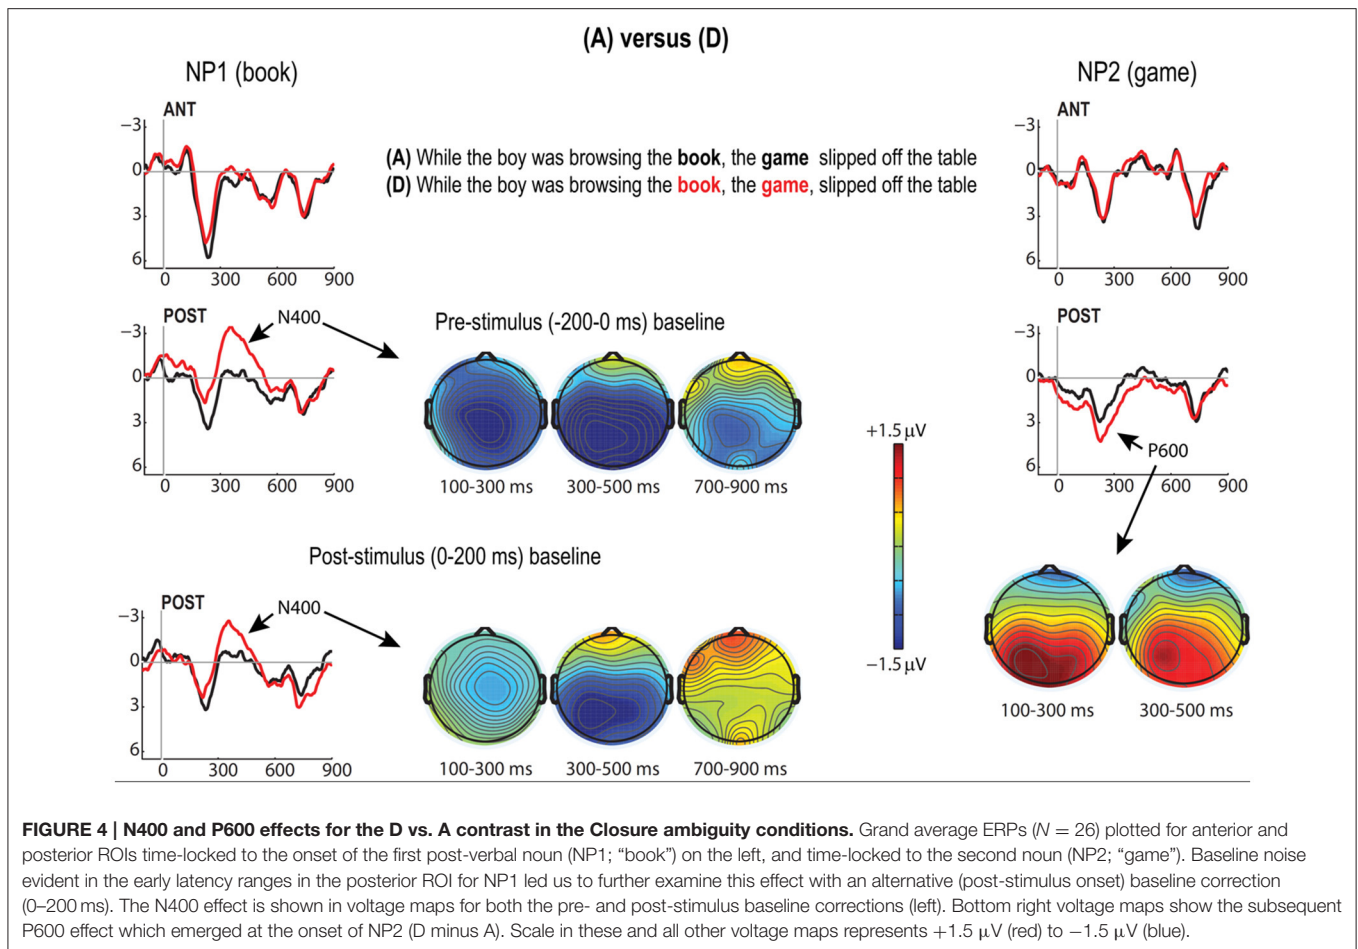 (A) versus (D)
NP1 (book)
NP2 (game)
ANT
−3
0
3
6
0 300 600 900
(A) While the boy was browsing the book, the game slipped off the table
(D) While the boy was browsing the book, the game, slipped off the table
ANT
−3
0
3
6
0 300 600 900
POST
N400
−3
0
3
6
0 300 600 900
Pre-stimulus (-200-0 ms) baseline
100-300 ms 300-500 ms 700-900 ms
+1.5 µV
−1.5 µV
POST
−3
0
3
6
0 300 600 900
P600
100-300 ms 300-500 ms
Post-stimulus (0-200 ms) baseline
POST
N400
−3
0
3
6
0 300 600 900
100-300 ms 300-500 ms 700-900 ms
FIGURE 4 | N400 and P600 effects for the D vs. A contrast in the Closure ambiguity conditions. Grand average ERPs (N = 26) plotted for anterior and
posterior ROIs time-locked to the onset of the first post-verbal noun (NP1; “book”) on the left, and time-locked to the second noun (NP2; “game”). Baseline noise
evident in the early latency ranges in the posterior ROI for NP1 led us to further examine this effect with an alternative (post-stimulus onset) baseline correction
(0–200 ms). The N400 effect is shown in voltage maps for both the pre- and post-stimulus baseline corrections (left). Bottom right voltage maps show the subsequent
P600 effect which emerged at the onset of NP2 (D minus A). Scale in these and all other voltage maps represents +1.5 µV (red) to −1.5 µV (blue).